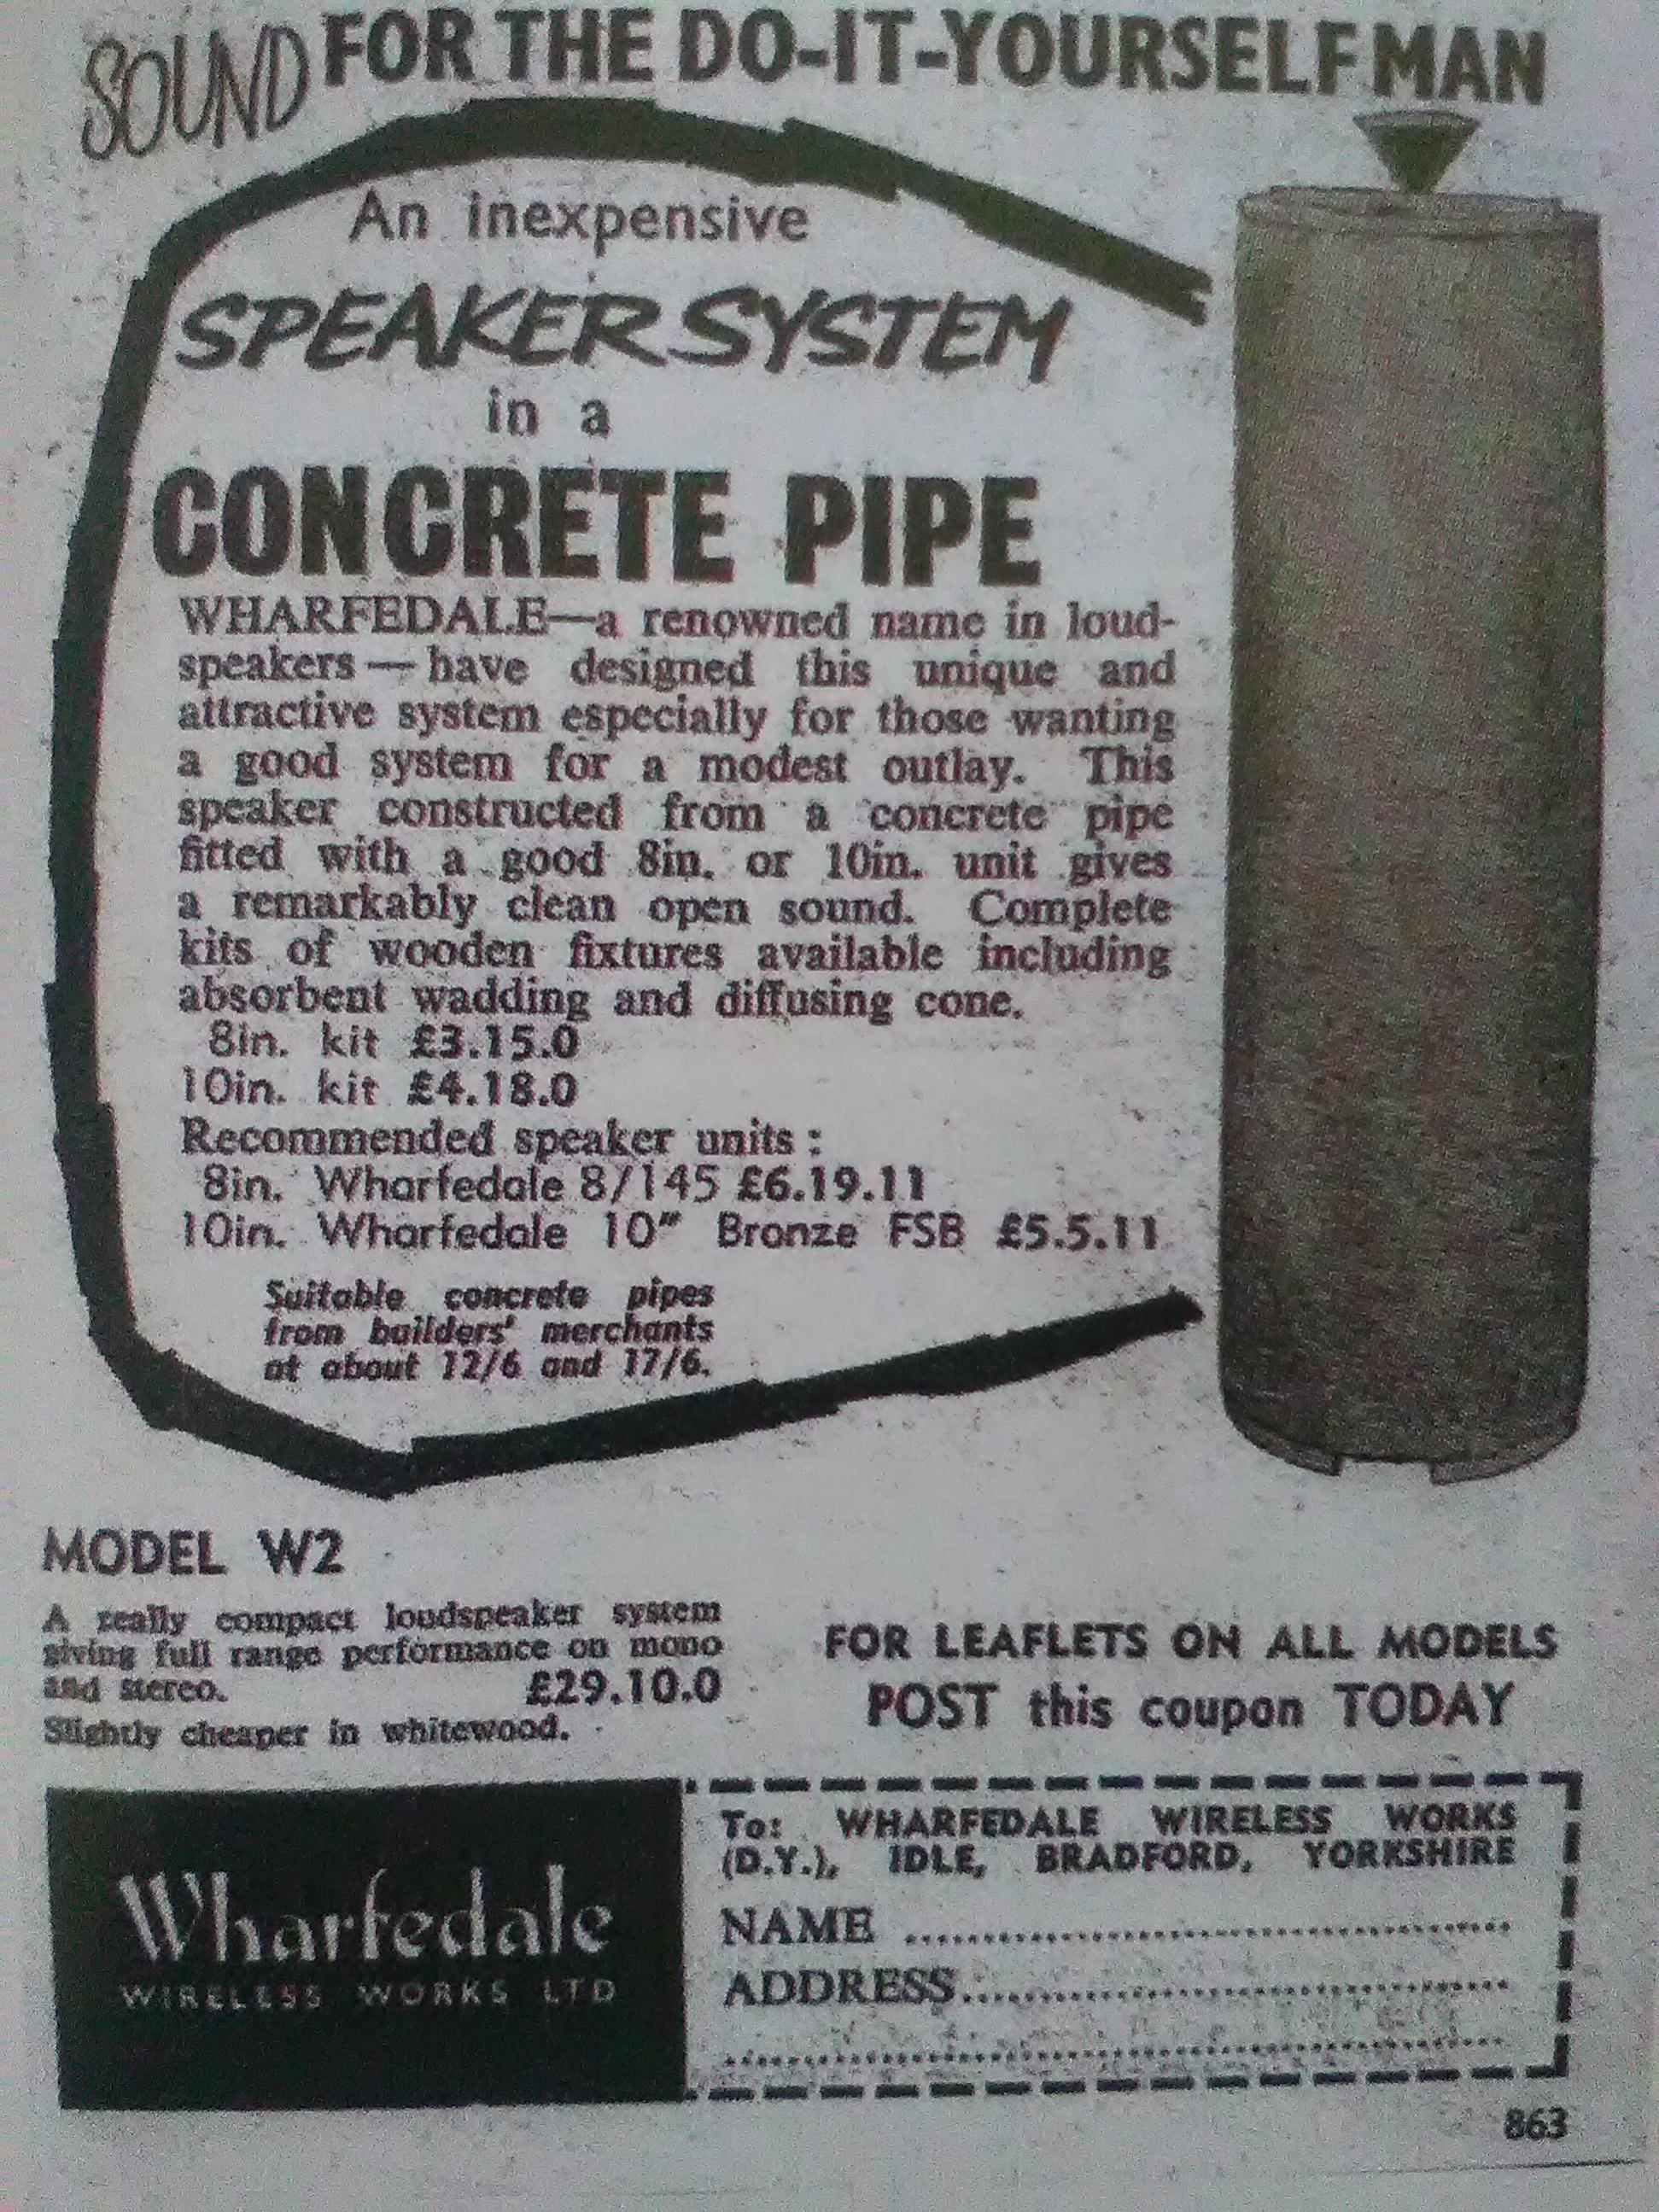 SOUND FOR THE DO-IT-YOURSELF MAN
An inexpensive
SPEAKER SYSTEM
in a
CONCRETE PIPE
WHARFEDALE—a renowned name in loud-
speakers — have designed this unique and
attractive system especially for those wanting
a good system for a modest outlay. This
speaker constructed from a concrete pipe
fitted with a good 8in. or 10in. unit gives
a remarkably clean open sound. Complete
kits of wooden fixtures available including
absorbent wadding and diffusing cone.
8in. kit £3.15.0
10in. kit £4.18.0
Recommended speaker units :
8in. Wharfedale 8/145 £6.19.11
10in. Wharfedale 10" Bronze FSB £5.5.11
Suitable concrete pipes
from builders' merchants
at about 12/6 and 17/6.
MODEL W2
A really compact loudspeaker system
giving full range performance on mono
and stereo. £29.10.0
Slightly cheaper in whitewood.
FOR LEAFLETS ON ALL MODELS
POST this coupon TODAY
Wharfedale
WIRELESS WORKS LTD
To: WHARFEDALE WIRELESS WORKS
(D.Y.), IDLE, BRADFORD, YORKSHIRE
NAME
ADDRESS
863